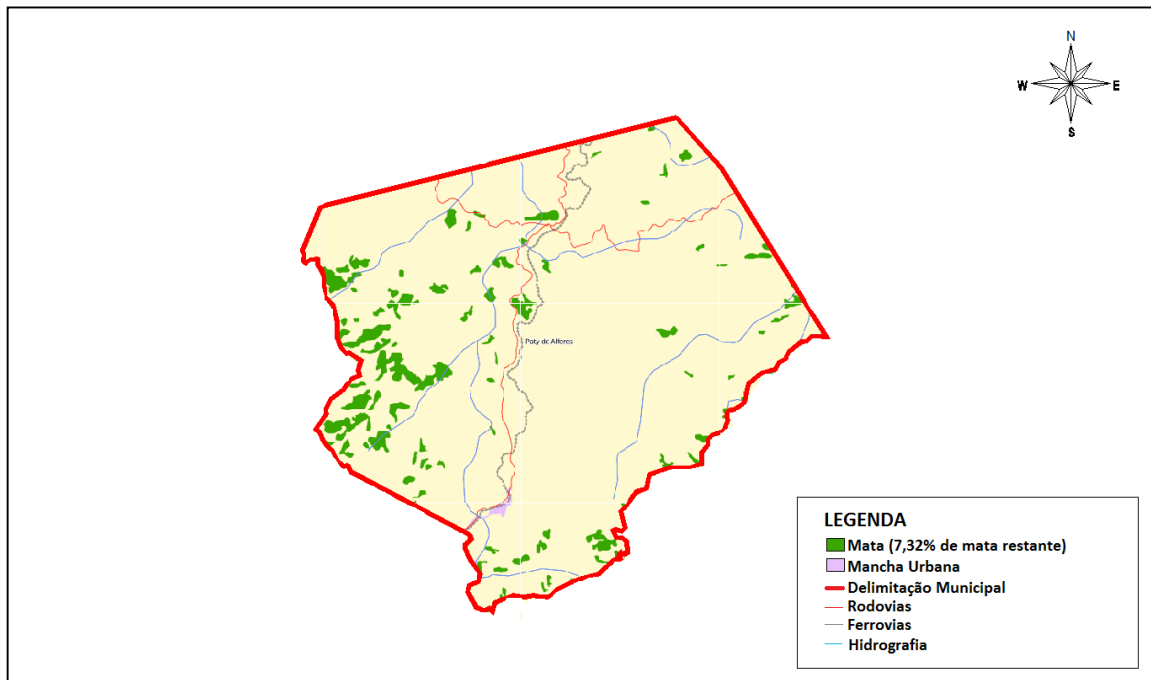 N
W E
S
Paty do Alferes
LEGENDA
Mata (7,32% de mata restante)
Mancha Urbana
Delimitação Municipal
Rodovias
Ferrovias
Hidrografia